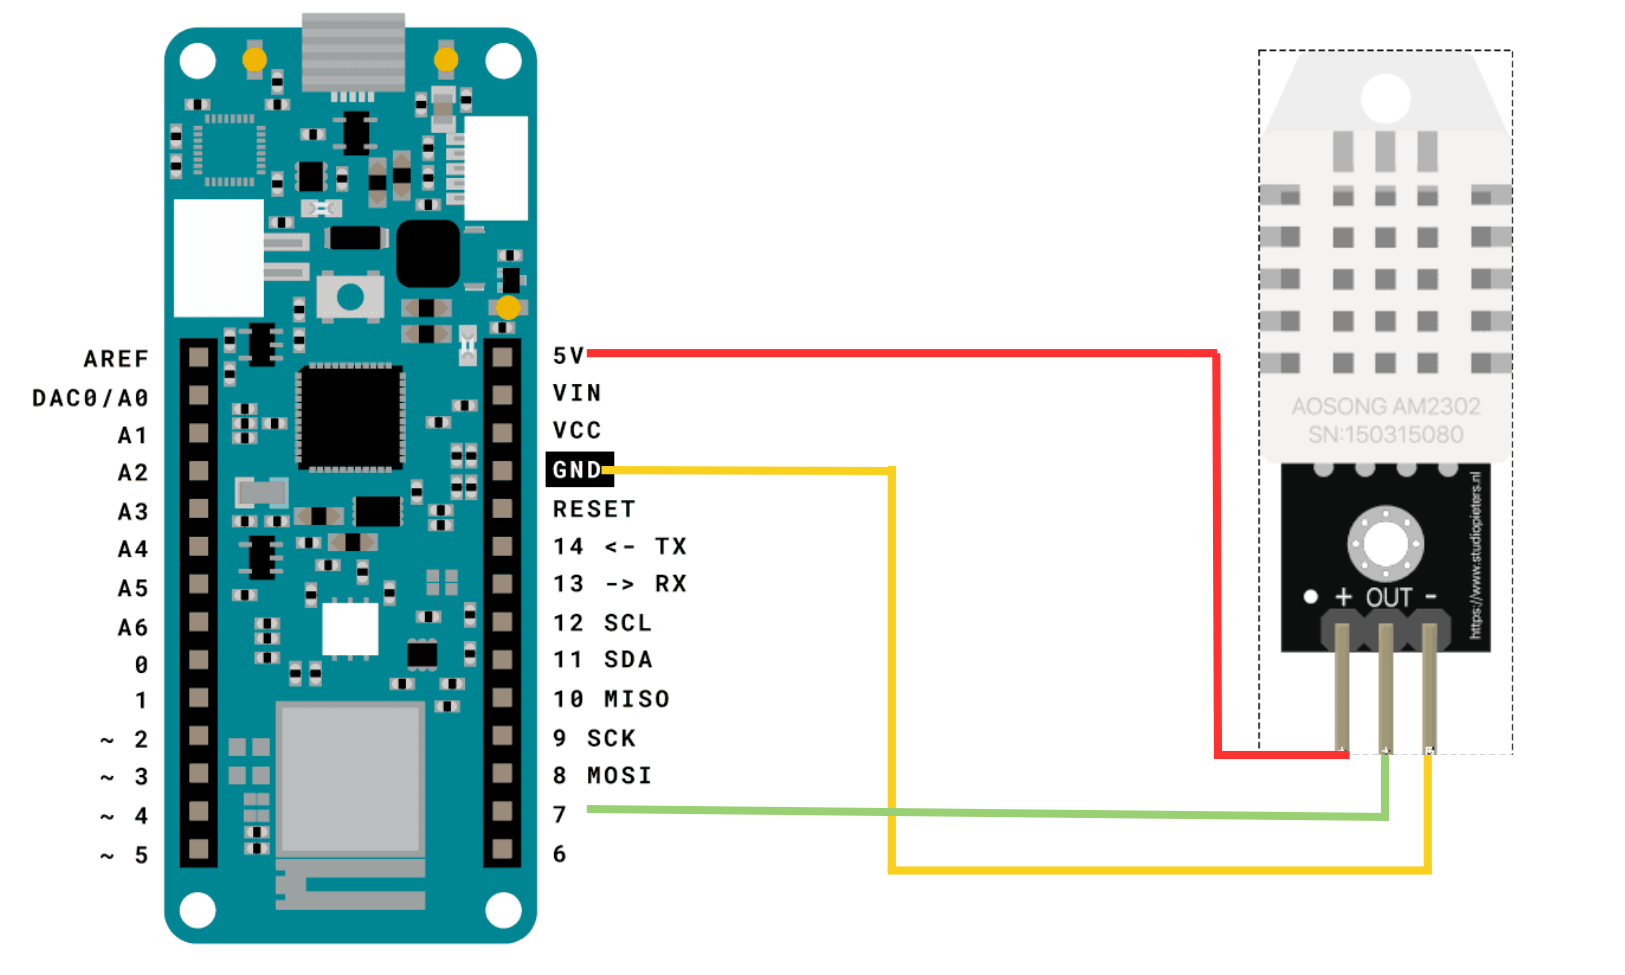 AREF
DAC0/A0
A1
A2
A3
A4
A5
A6
0
1
~ 2
~ 3
~ 4
~ 5
5V
VIN
VCC
GND
RESET
14 <- TX
13 -> RX
12 SCL
11 SDA
10 MISO
9 SCK
8 MOSI
7
6
AOSONG AM2302
SN:150315080
https://www.studiopieters.nl
+ OUT -